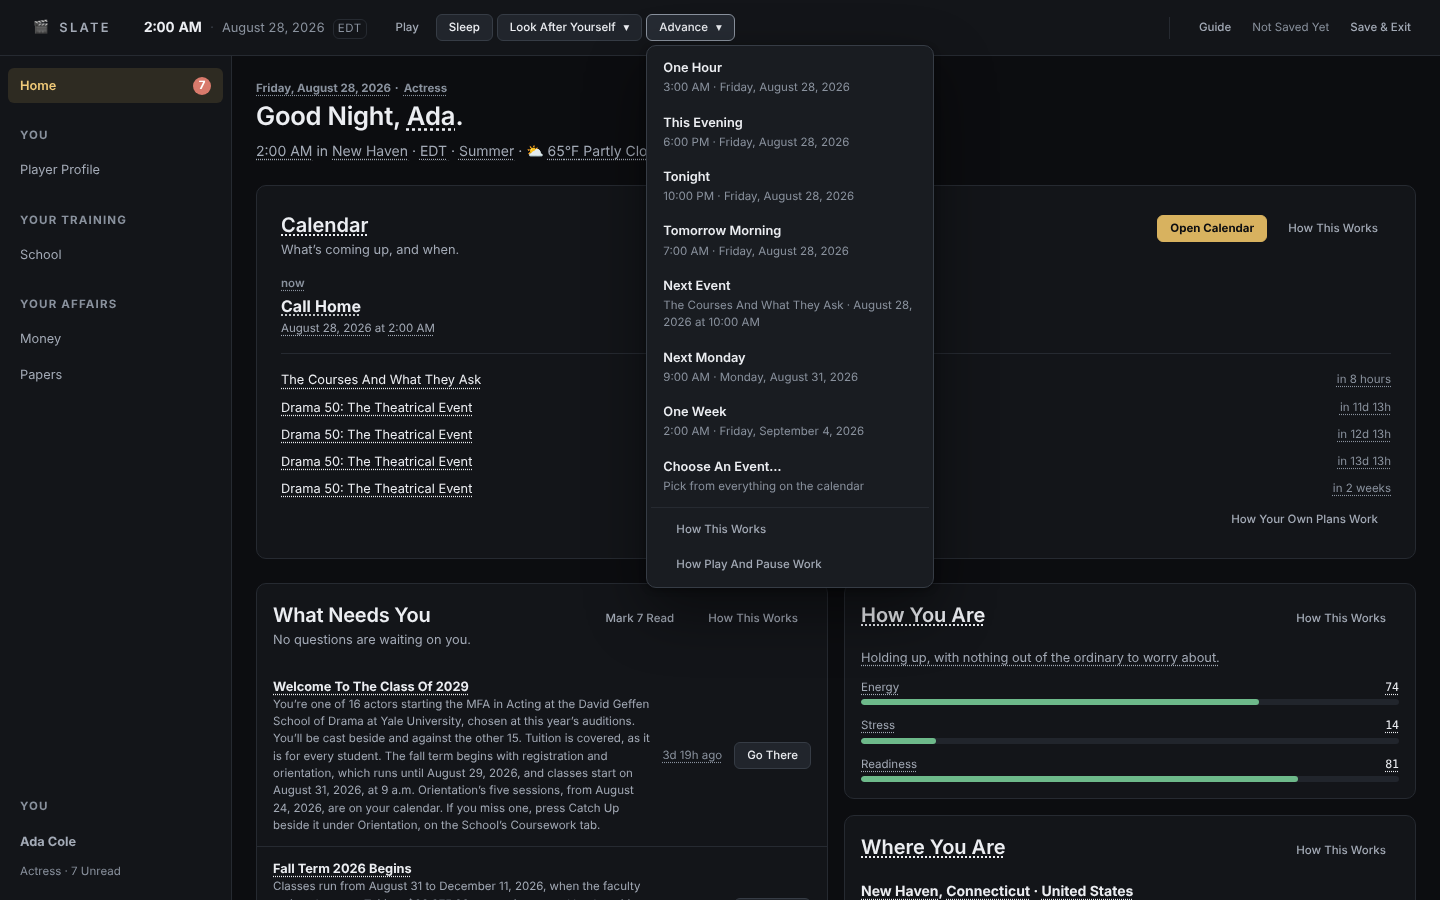 SLATE
2:00 AM · August 28, 2026 EDT
Play
Sleep
Look After Yourself ▾
Advance ▾
Guide
Not Saved Yet
Save & Exit
Home 7
YOU
Player Profile
YOUR TRAINING
School
YOUR AFFAIRS
Money
Papers
YOU
Ada Cole
Actress · 7 Unread
Friday, August 28, 2026 · Actress
Good Night, Ada.
2:00 AM in New Haven · EDT · Summer · 65°F Partly
One Hour
3:00 AM · Friday, August 28, 2026
This Evening
6:00 PM · Friday, August 28, 2026
Tonight
10:00 PM · Friday, August 28, 2026
Tomorrow Morning
7:00 AM · Friday, August 28, 2026
Next Event
The Courses And What They Ask · August 28,
2026 at 10:00 AM
Next Monday
9:00 AM · Monday, August 31, 2026
One Week
2:00 AM · Friday, September 4, 2026
Choose An Event…
Pick from everything on the calendar
How This Works
How Play And Pause Work
Calendar
What’s coming up, and when.
Open Calendar
How This Works
now
Call Home
August 28, 2026 at 2:00 AM
The Courses And What They Ask in 8 hours
Drama 50: The Theatrical Event in 11d 13h
Drama 50: The Theatrical Event in 12d 13h
Drama 50: The Theatrical Event in 13d 13h
Drama 50: The Theatrical Event in 2 weeks
How Your Own Plans Work
What Needs You
Mark 7 Read
How This Works
No questions are waiting on you.
Welcome To The Class Of 2029
You’re one of 16 actors starting the MFA in Acting at the David Geffen
School of Drama at Yale University, chosen at this year’s auditions.
You’ll be cast beside and against the other 15. Tuition is covered, as it
is for every student. The fall term begins with registration and
orientation, which runs until August 29, 2026, and classes start on
August 31, 2026, at 9 a.m. Orientation’s five sessions, from August
24, 2026, are on your calendar. If you miss one, press Catch Up
beside it under Orientation, on the School’s Coursework tab.
3d 19h ago
Go There
Fall Term 2026 Begins
Classes run from August 31 to December 11, 2026, when the faculty
How You Are
How This Works
Holding up, with nothing out of the ordinary to worry about.
Energy 74
Stress 14
Readiness 81
Where You Are
How This Works
New Haven, Connecticut · United States